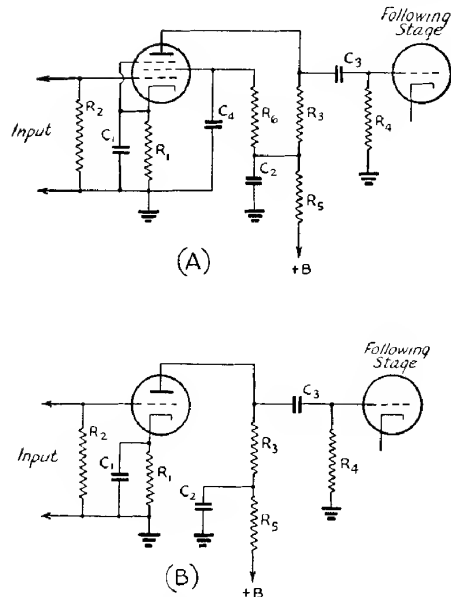 Following
Stage
C3
C4
R2
R6
R3
Input
C1
R1
R4
C2
R5
(A)
+B
Following
Stage
C3
R2
R3
Input
C1
R1
R4
C2
R5
(B)
+B